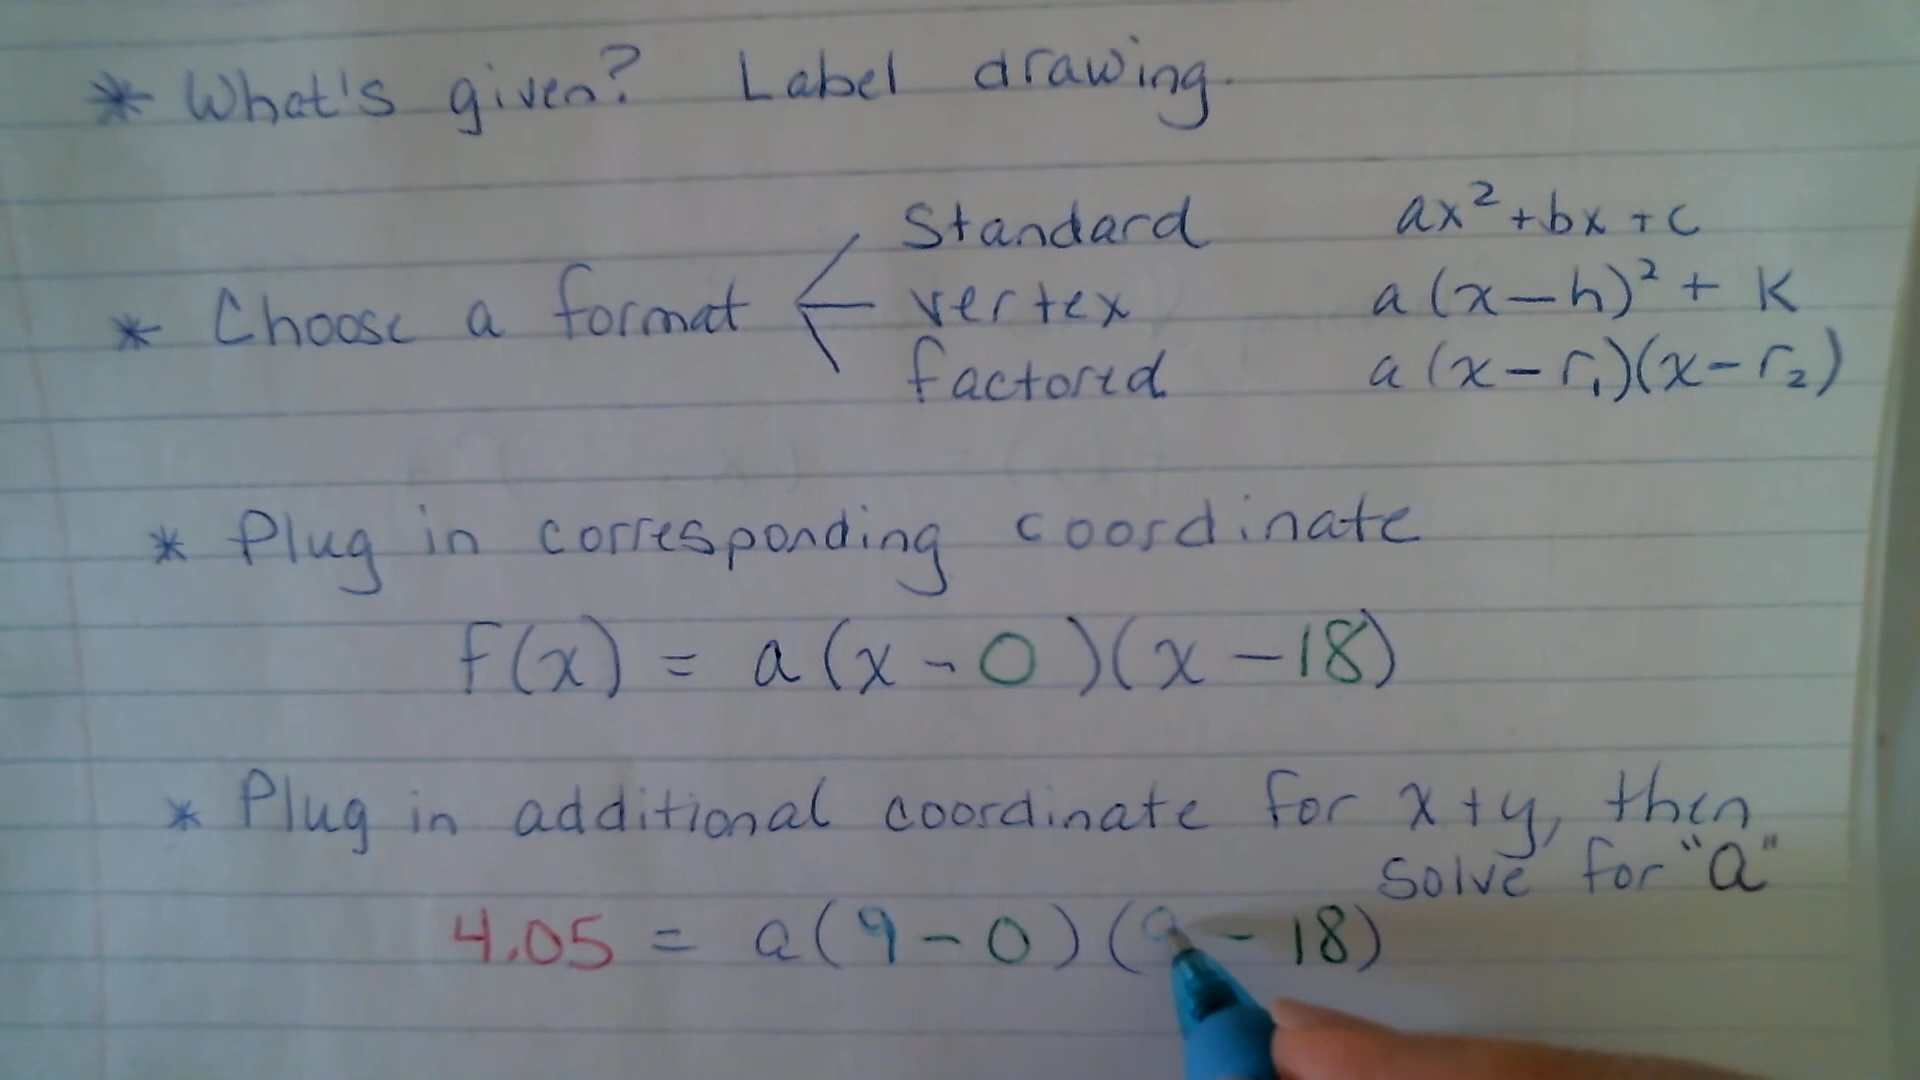 * What's given? Label drawing.
Standard ax²+bx+c
* Choose a format < vertex a(x-h)²+K
factored a(x-r₁)(x-r₂)
* Plug in corresponding coordinate
f(x) = a(x-0)(x-18)
* Plug in additional coordinate for x+y, then
solve for "a"
4.05 = a(9-0)(9-18)